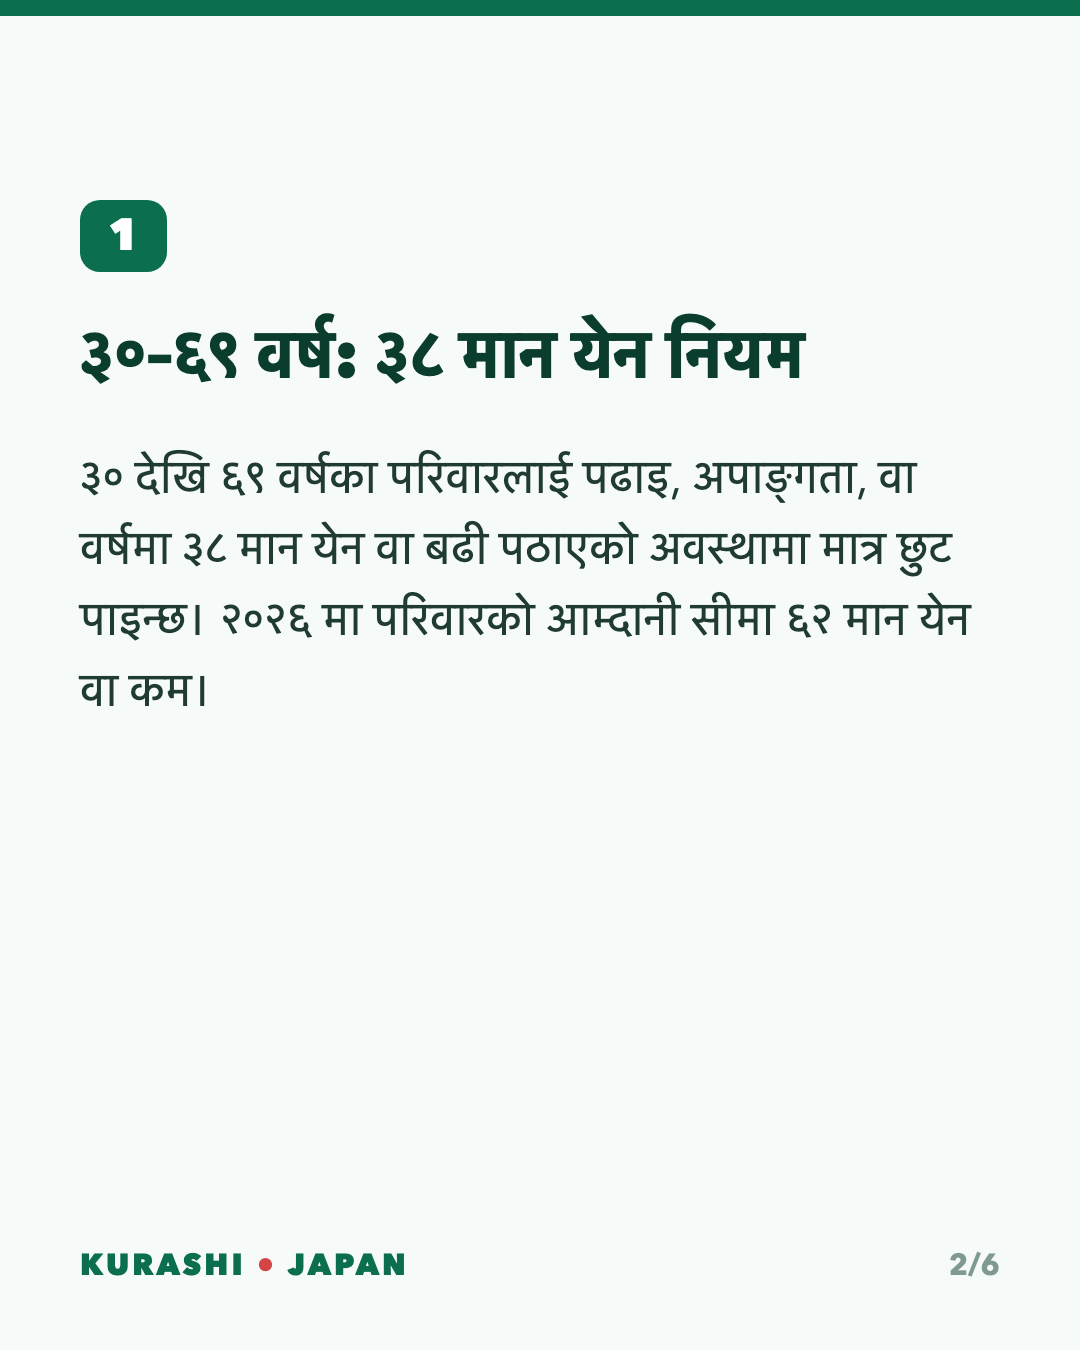 1
३०–६९ वर्ष: ३८ मान येन नियम
३० देखि ६९ वर्षका परिवारलाई पढाइ, अपाङ्गता, वा
वर्षमा ३८ मान येन वा बढी पठाएको अवस्थामा मात्र छुट
पाइन्छ। २०२६ मा परिवारको आम्दानी सीमा ६२ मान येन
वा कम।
KURASHI • JAPAN
2/6